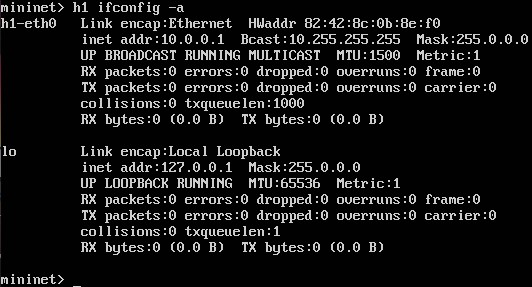 mininet> h1 ifconfig -a
h1-eth0 Link encap:Ethernet HWaddr 82:42:8c:0b:8e:f0
inet addr:10.0.0.1 Bcast:10.255.255.255 Mask:255.0.0.0
UP BROADCAST RUNNING MULTICAST MTU:1500 Metric:1
RX packets:0 errors:0 dropped:0 overruns:0 frame:0
TX packets:0 errors:0 dropped:0 overruns:0 carrier:0
collisions:0 txqueuelen:1000
RX bytes:0 (0.0 B) TX bytes:0 (0.0 B)
lo Link encap:Local Loopback
inet addr:127.0.0.1 Mask:255.0.0.0
UP LOOPBACK RUNNING MTU:65536 Metric:1
RX packets:0 errors:0 dropped:0 overruns:0 frame:0
TX packets:0 errors:0 dropped:0 overruns:0 carrier:0
collisions:0 txqueuelen:1
RX bytes:0 (0.0 B) TX bytes:0 (0.0 B)
mininet> _